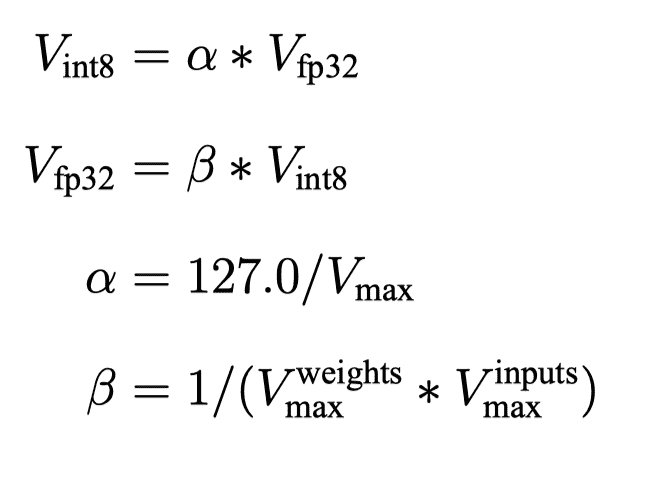 V_int8 = α * V_fp32
V_fp32 = β * V_int8
α = 127.0/V_max
β = 1/(V_max^weights * V_max^inputs)